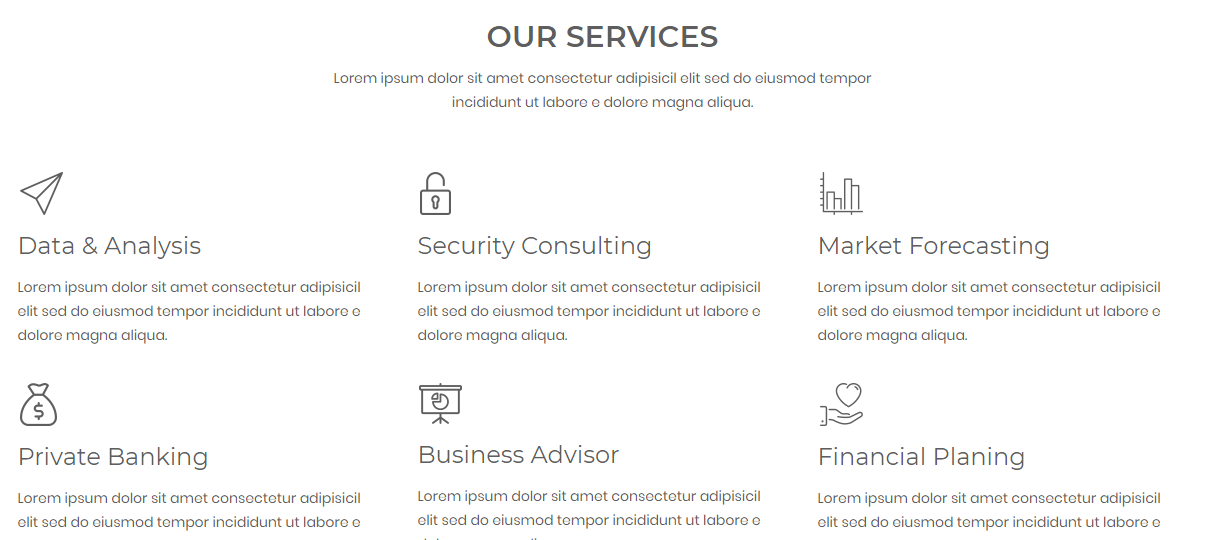 OUR SERVICES
Lorem ipsum dolor sit amet consectetur adipisicil elit sed do eiusmod tempor
incididunt ut labore e dolore magna aliqua.
Data & Analysis
Lorem ipsum dolor sit amet consectetur adipisicil
elit sed do eiusmod tempor incididunt ut labore e
dolore magna aliqua.
Security Consulting
Lorem ipsum dolor sit amet consectetur adipisicil
elit sed do eiusmod tempor incididunt ut labore e
dolore magna aliqua.
Market Forecasting
Lorem ipsum dolor sit amet consectetur adipisicil
elit sed do eiusmod tempor incididunt ut labore e
dolore magna aliqua.
$
Private Banking
Lorem ipsum dolor sit amet consectetur adipisicil
elit sed do eiusmod tempor incididunt ut labore e
Business Advisor
Lorem ipsum dolor sit amet consectetur adipisicil
elit sed do eiusmod tempor incididunt ut labore e
Financial Planing
Lorem ipsum dolor sit amet consectetur adipisicil
elit sed do eiusmod tempor incididunt ut labore e